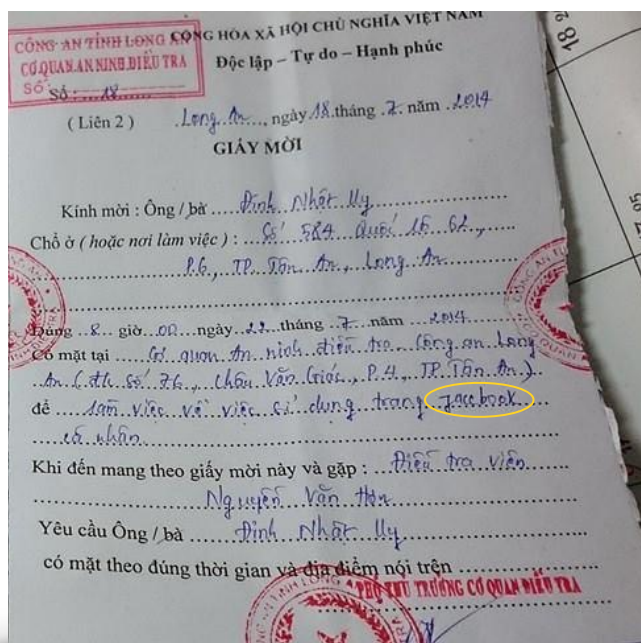 CÔNG AN TỈNH LONG AN
CƠ QUAN AN NINH ĐIỀU TRA
SỐ
CỘNG HÒA XÃ HỘI CHỦ NGHĨA VIỆT NAM
Độc lập – Tự do – Hạnh phúc
Số : ....18......
( Liên 2 )
Long An..., ngày 18 tháng .7. năm .2014
GIẤY MỜI
Kính mời : Ông / bà .....Đinh Nhật Uy
Chỗ ở ( hoặc nơi làm việc ) : ....Số 584 Quốc lộ 62,
P.6, TP. Tân An, Long An
Đúng ..8.. giờ..00..ngày..22..tháng ..7..năm ...2014
Có mặt tại ....Cơ quan An ninh điều tra, Công an Long
An (đ/c số 76, Châu Văn Giác, P.4, TP. Tân An)
để ....làm việc về việc sử dụng trang facebook
cá nhân
Khi đến mang theo giấy mời này và gặp : ...Điều tra viên
Nguyễn Văn Hơn
Yêu cầu Ông / bà .....Đinh Nhật Uy
có mặt theo đúng thời gian và địa điểm nói trên
PHÓ THỦ TRƯỞNG CƠ QUAN ĐIỀU TRA
18